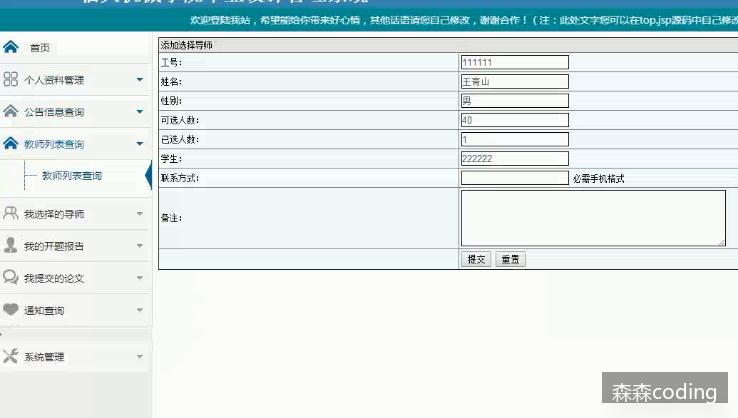 欢迎登陆我站，希望能给你带来好心情，其他话语请您自己修改，谢谢合作！（注：此处文字您可以在top.jsp源码中自己修改
首页
个人资料管理
公告信息查询
教师列表查询
教师列表查询
我选择的导师
我的开题报告
我提交的论文
通知查询
系统管理
添加选择导师
工号： 111111
姓名： 王青山
性别： 男
可选人数： 40
已选人数： 1
学生： 222222
联系方式： 必需手机格式
备注：
提交 重置
森森coding